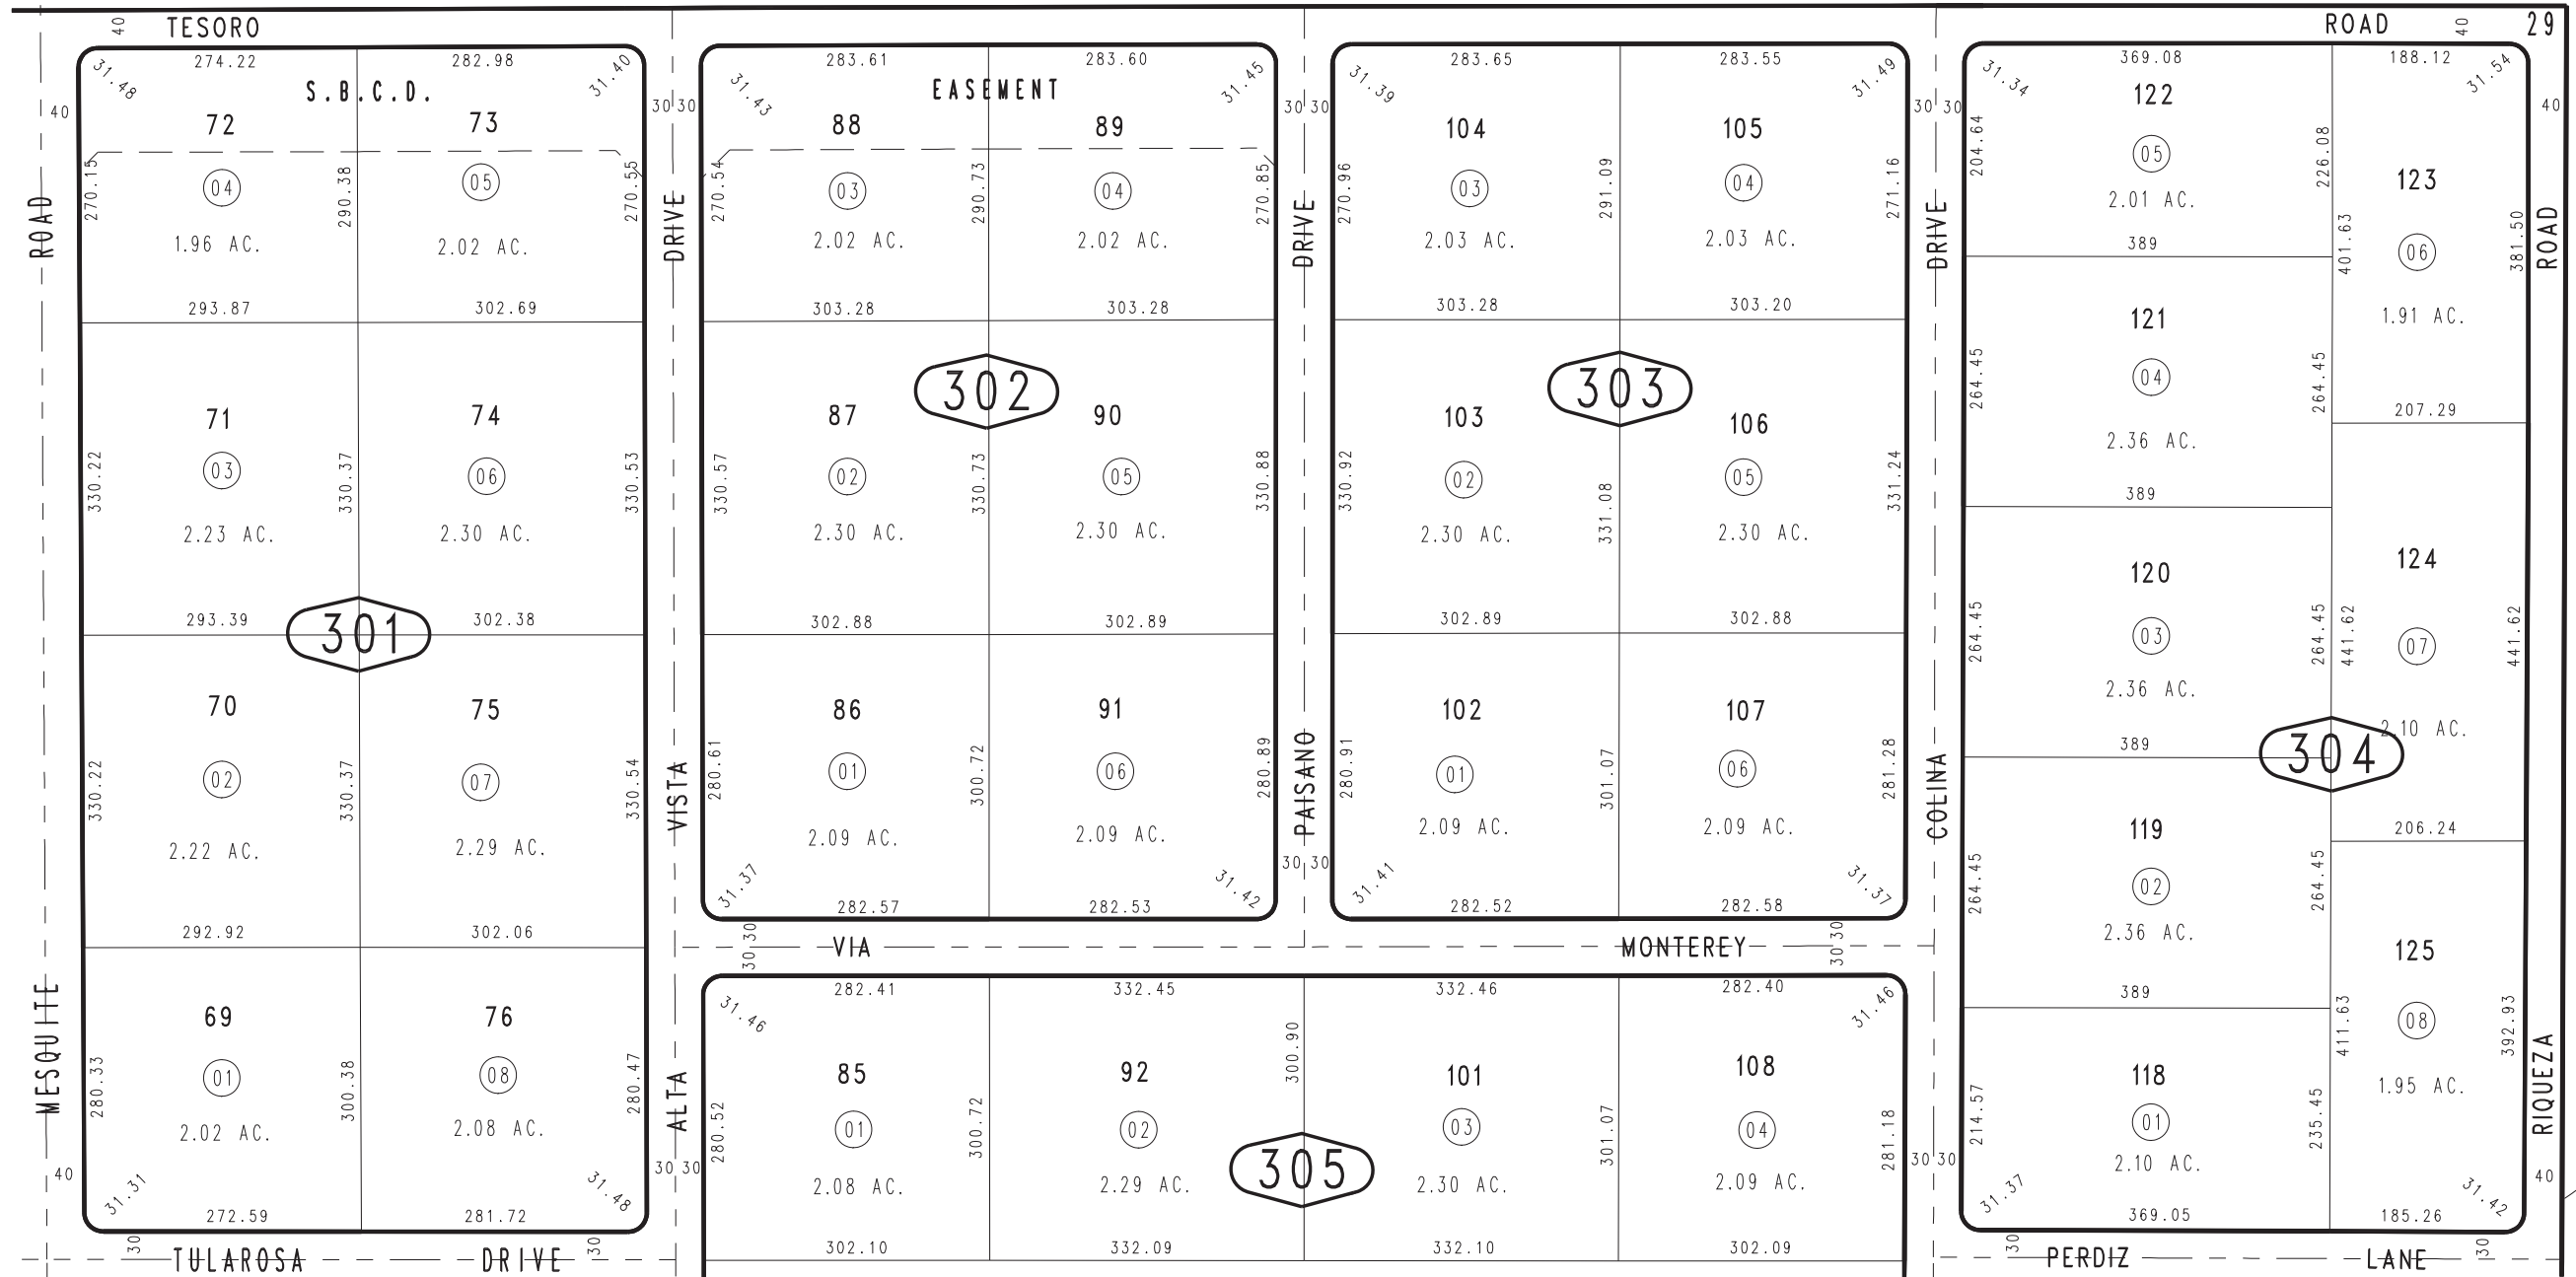 TESORO ROAD 29
40 40
274.22 282.98 283.61 283.60 283.65 283.55 369.08 188.12
31.48 31.40 31.43 31.45 31.39 31.49 31.34 31.54
S.B.C.D. EASEMENT
40 30 30 30 30 30 30 40
72 73 88 89 104 105 122 123
04 05 03 04 03 04 05 06
1.96 AC. 2.02 AC. 2.02 AC. 2.02 AC. 2.03 AC. 2.03 AC. 2.01 AC. 1.91 AC.
270.15 290.38 270.55 270.54 290.73 270.85 270.96 291.09 271.16 204.64 226.08 401.63 381.50
ROAD DRIVE DRIVE DRIVE ROAD
293.87 302.69 303.28 303.28 303.28 303.20 389
302 303
71 74 87 90 103 106 121
03 06 02 05 02 05 04
2.23 AC. 2.30 AC. 2.30 AC. 2.30 AC. 2.30 AC. 2.30 AC. 2.36 AC.
330.22 330.37 330.53 330.57 330.73 330.88 330.92 331.08 331.24 264.45 264.45
207.29
389
293.39 302.38 302.88 302.89 302.89 302.88
301
120 124
03 07
2.36 AC. 2.10 AC.
264.45 264.45 441.62 441.62
389
304
70 75 86 91 102 107 119
02 07 01 06 01 06 02
2.22 AC. 2.29 AC. 2.09 AC. 2.09 AC. 2.09 AC. 2.09 AC. 2.36 AC.
330.22 330.37 330.54 280.61 300.72 280.89 280.91 301.07 281.28 264.45 264.45
VISTA PAISANO COLINA
206.24
30 30
31.37 31.42 31.41 31.37
292.92 302.06 282.57 282.53 282.52 282.58
389
30 30 VIA MONTEREY 30 30
282.41 332.45 332.46 282.40
31.46 31.46
69 76 85 92 101 108 118 125
01 08 01 02 03 04 01 08
2.02 AC. 2.08 AC. 2.08 AC. 2.29 AC. 2.30 AC. 2.09 AC. 2.10 AC. 1.95 AC.
280.33 300.38 280.47 280.52 300.72 300.90 301.07 281.18 214.57 235.45 411.63 392.93
MESQUITE ALTA RIQUEZA
305
40 30 30 30 30 40
31.31 31.48 31.37 31.42
272.59 281.72 369.05 185.26
302.10 332.09 332.10 302.09
30 30 30 30
TULAROSA DRIVE PERDIZ LANE